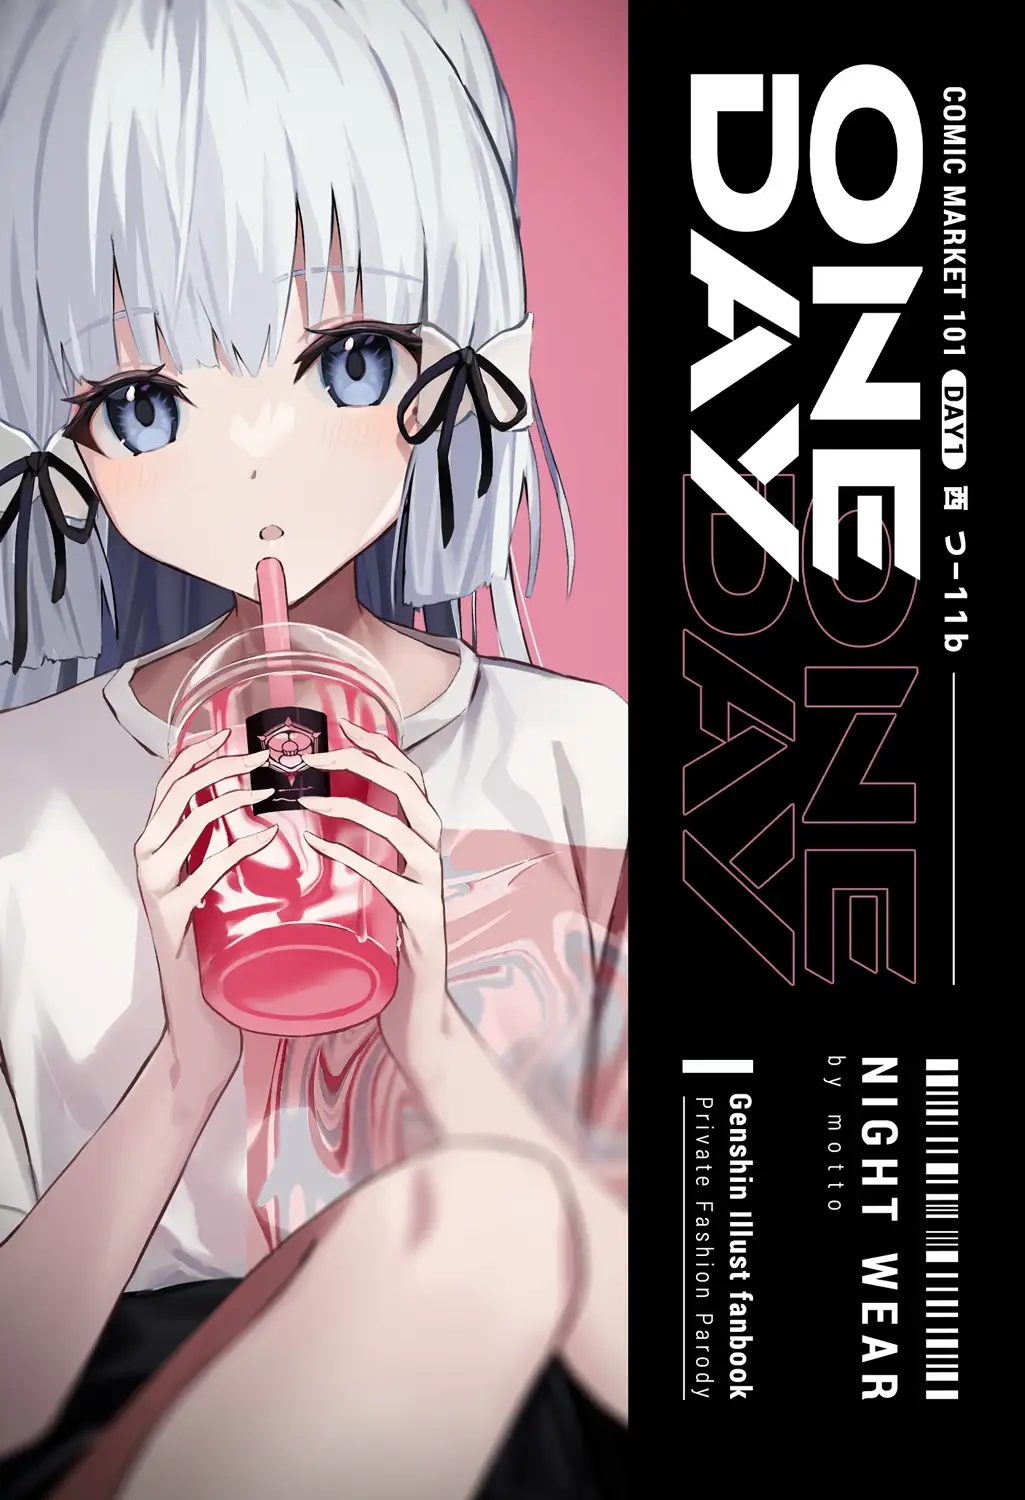 COMIC MARKET 101 DAY1 西 つ-11b
ONE
DAY
ONE
DAY
NIGHT WEAR
by motto
Genshin Illust fanbook
Private Fashion Parody